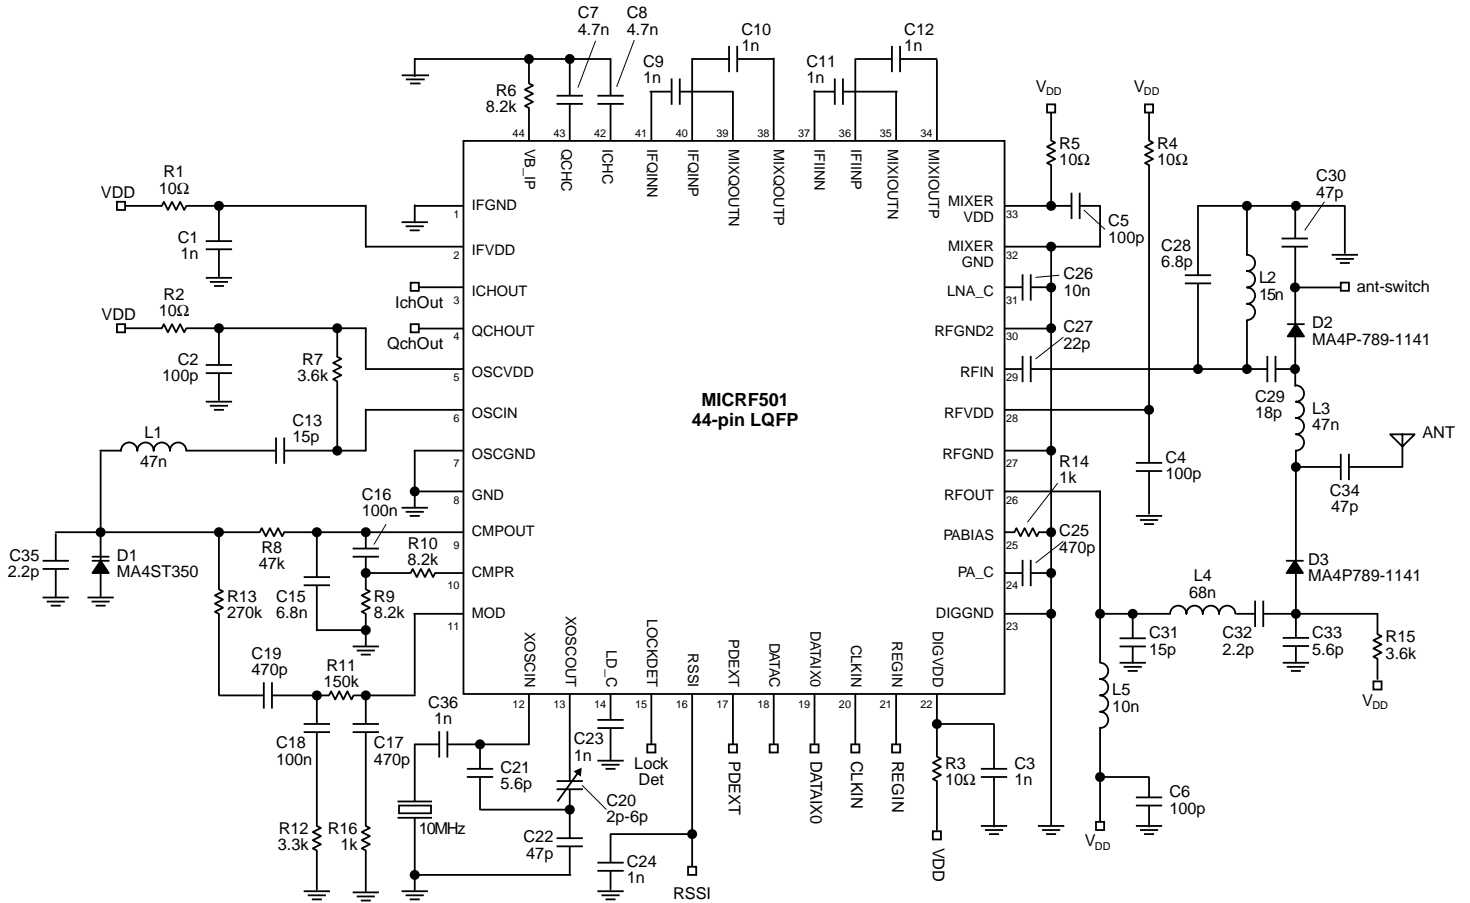 C7
4.7n
C8
4.7n
C10
1n
C12
1n
C9
1n
C11
1n
R6
8.2k
VDD
VDD
R5
10Ω
R4
10Ω
44
43
42
41
40
39
38
37
36
35
34
VB_IP
QCHC
ICHC
IFQINN
IFQINP
MIXQOUTN
MIXQOUTP
IFIINN
IFIINP
MIXIOUTN
MIXIOUTP
R1
10Ω
VDD
C1
1n
IFGND
1
IFVDD
2
ICHOUT
3
IchOut
QCHOUT
4
QchOut
OSCVDD
5
OSCIN
6
OSCGND
7
GND
8
CMPOUT
9
CMPR
10
MOD
11
R2
10Ω
VDD
C2
100p
R7
3.6k
C13
15p
L1
47n
C16
100n
R10
8.2k
R8
47k
C35
2.2p
D1
MA4ST350
R13
270k
C15
6.8n
R9
8.2k
C19
470p
R11
150k
C18
100n
C17
470p
R12
3.3k
R16
1k
MICRF501
44-pin LQFP
MIXER
VDD
33
MIXER
GND
32
LNA_C
31
RFGND2
30
RFIN
29
RFVDD
28
RFGND
27
RFOUT
26
PABIAS
25
PA_C
24
DIGGND
23
C5
100p
C26
10n
C27
22p
C28
6.8p
C30
47p
L2
15n
ant-switch
D2
MA4P-789-1141
C29
18p
L3
47n
ANT
C34
47p
C4
100p
R14
1k
C25
470p
D3
MA4P789-1141
L4
68n
C31
15p
C32
2.2p
C33
5.6p
R15
3.6k
VDD
L5
10n
C6
100p
VDD
XOSCIN
XOSCOUT
LD_C
LOCKDET
RSSI
PDEXT
DATAC
DATAIX0
CLKIN
REGIN
DIGVDD
12
13
14
15
16
17
18
19
20
21
22
C36
1n
C21
5.6p
C23
1n
C20
2p-6p
C22
47p
10MHz
C24
1n
Lock
Det
RSSI
PDEXT
DATAIX0
CLKIN
REGIN
R3
10Ω
C3
1n
VDD